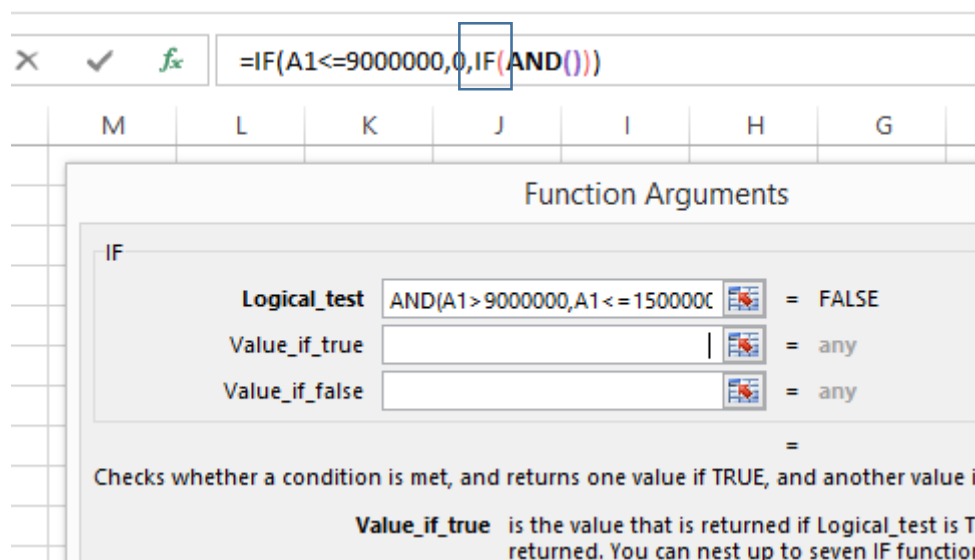 fx =IF(A1<=9000000,0,IF(AND()))
M L K J I H G
Function Arguments
IF
Logical_test AND(A1>9000000,A1<=1500000 = FALSE
Value_if_true = any
Value_if_false = any
=
Checks whether a condition is met, and returns one value if TRUE, and another value
Value_if_true is the value that is returned if Logical_test is
returned. You can nest up to seven IF